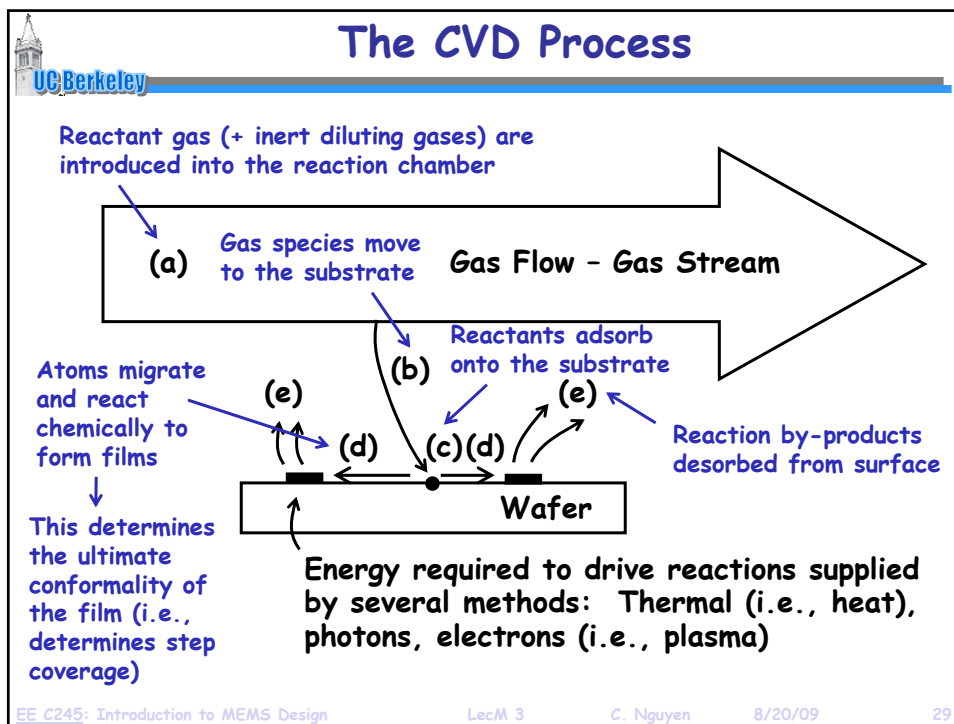 The CVD Process
UC Berkeley
Reactant gas (+ inert diluting gases) are
introduced into the reaction chamber
(a)
Gas species move
to the substrate
Gas Flow – Gas Stream
Reactants adsorb
onto the substrate
(b)
Atoms migrate
and react
chemically to
form films
(e)
(e)
(d)
(c)
(d)
Reaction by-products
desorbed from surface
Wafer
This determines
the ultimate
conformality of
the film (i.e.,
determines step
coverage)
Energy required to drive reactions supplied
by several methods: Thermal (i.e., heat),
photons, electrons (i.e., plasma)
EE C245: Introduction to MEMS Design LecM 3 C. Nguyen 8/20/09 29